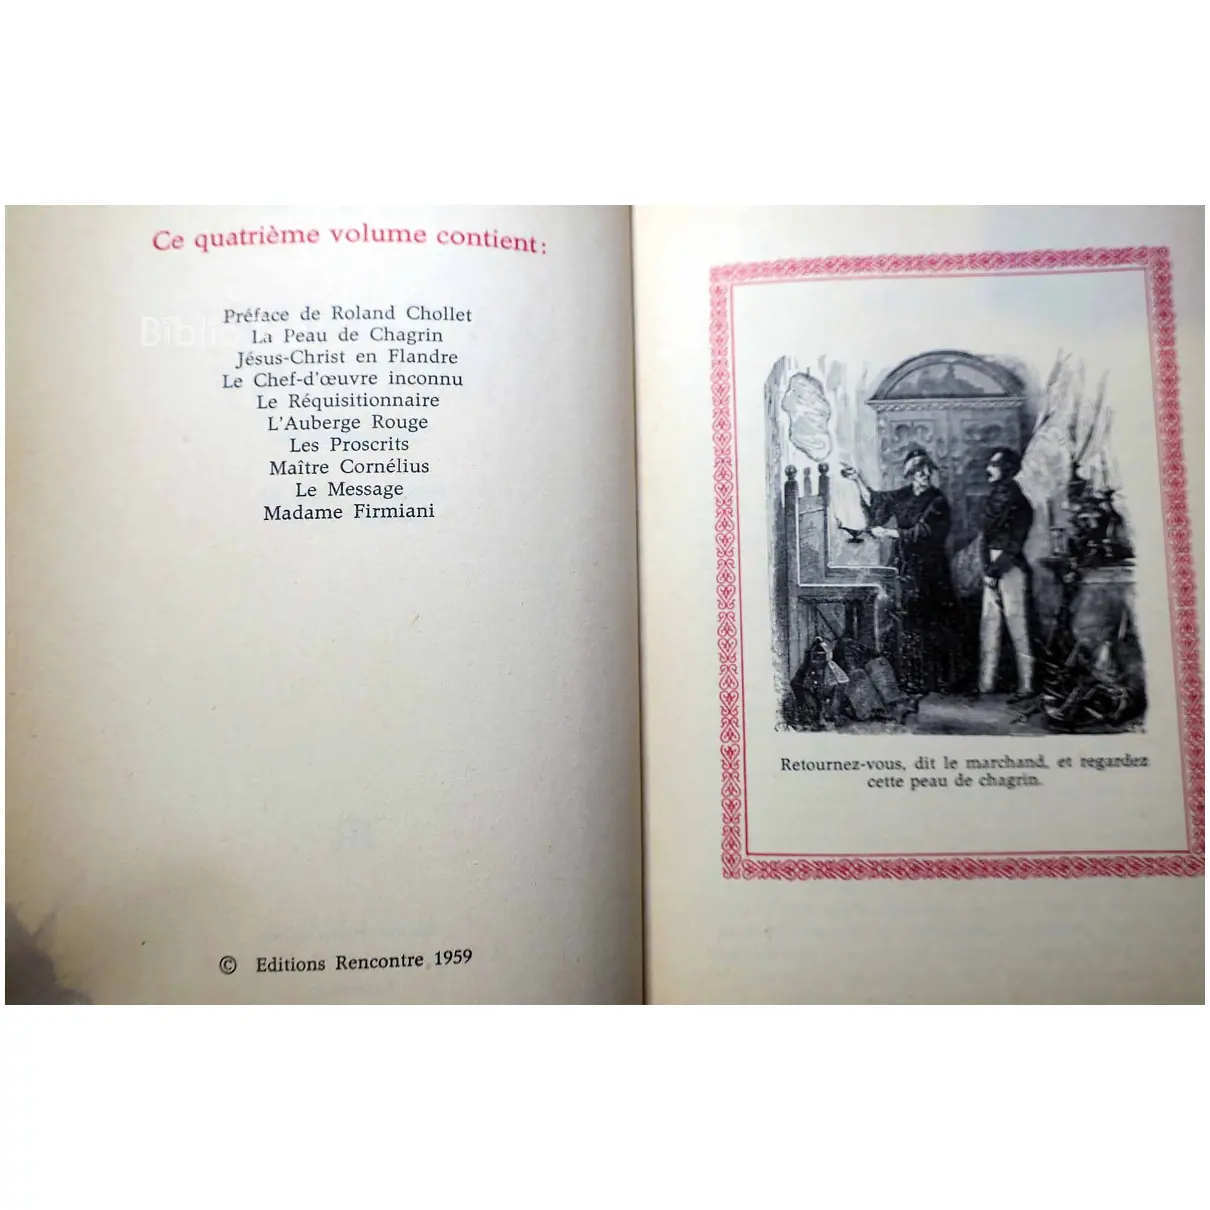 Ce quatrième volume contient:
Préface de Roland Chollet
La Peau de Chagrin
Jésus-Christ en Flandre
Le Chef-d'œuvre inconnu
Le Réquisitionnaire
L'Auberge Rouge
Les Proscrits
Maître Cornélius
Le Message
Madame Firmiani
© Editions Rencontre 1959
Retournez-vous, dit le marchand, et regardez
cette peau de chagrin.